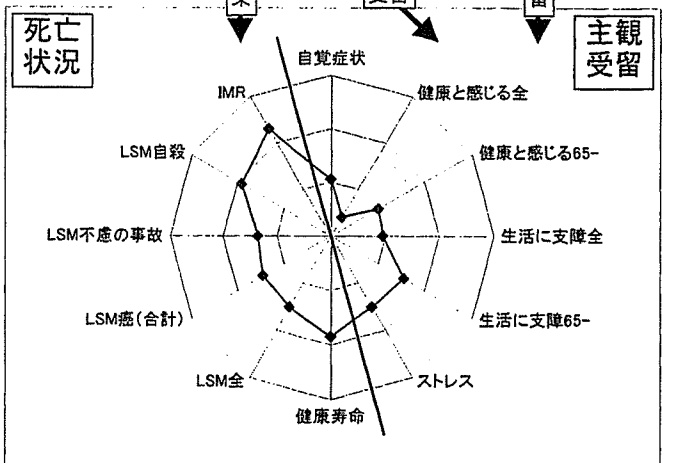 死亡
状況
主観
受留
自覚症状
IMR
健康と感じる全
LSM自殺
健康と感じる65-
LSM不慮の事故
生活に支障全
LSM癌(合計)
生活に支障65-
LSM全
ストレス
健康寿命